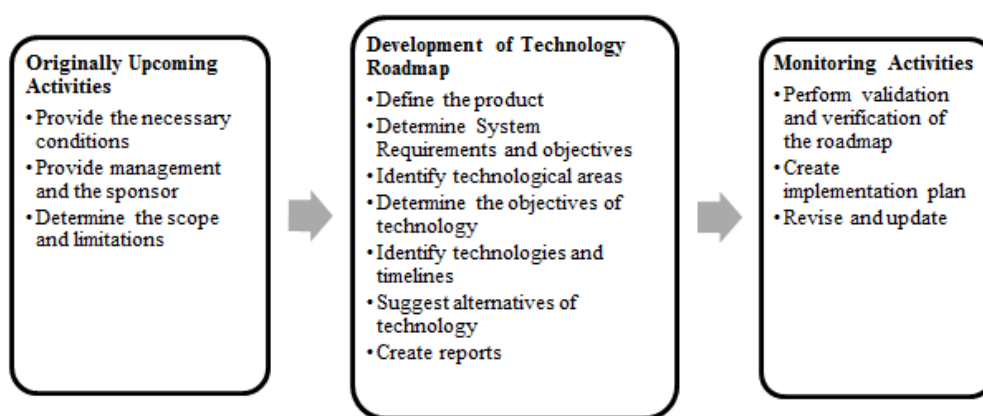 Originally Upcoming
Activities
•Provide the necessary
conditions
•Provide management
and the sponsor
•Determine the scope
and limitations
Development of Technology
Roadmap
•Define the product
•Determine System
Requirements and objectives
•Identify technological areas
•Determine the objectives of
technology
•Identify technologies and
timelines
•Suggest alternatives of
technology
•Create reports
Monitoring Activities
•Perform validation
and verification of
the roadmap
•Create
implementation plan
•Revise and update